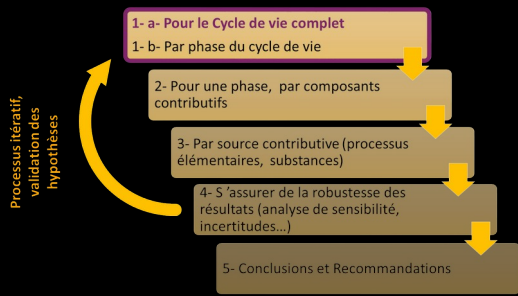 1- a- Pour le Cycle de vie complet
1- b- Par phase du cycle de vie
2- Pour une phase, par composants
contributifs
3- Par source contributive (processus
élémentaires, substances)
4- S ’assurer de la robustesse des
résultats (analyse de sensibilité,
incertitudes...)
5- Conclusions et Recommandations
Processus itératif,
validation des
hypothèses